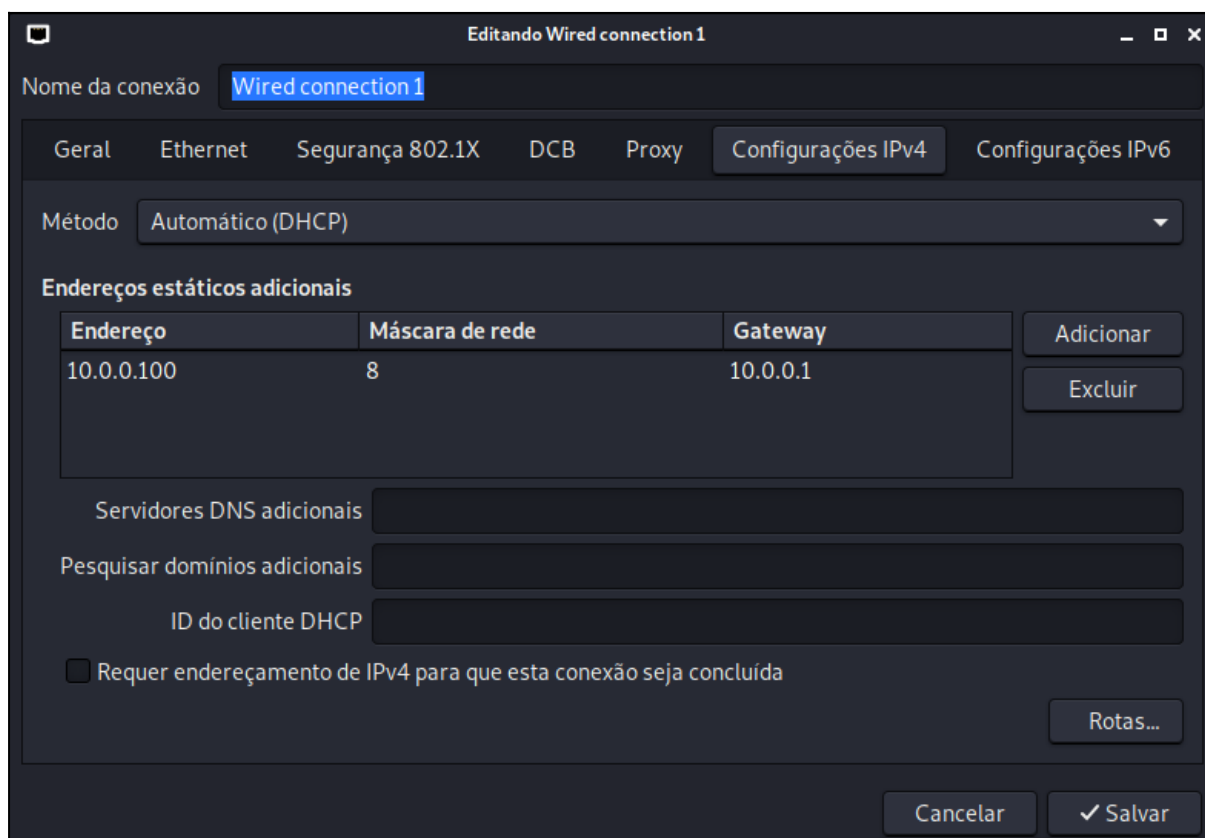 Editando Wired connection 1
Nome da conexão Wired connection 1
Geral Ethernet Segurança 802.1X DCB Proxy Configurações IPv4 Configurações IPv6
Método Automático (DHCP)
Endereços estáticos adicionais
Endereço Máscara de rede Gateway Adicionar
10.0.0.100 8 10.0.0.1
Excluir
Servidores DNS adicionais
Pesquisar domínios adicionais
ID do cliente DHCP
Requer endereçamento de IPv4 para que esta conexão seja concluída
Rotas...
Cancelar Salvar